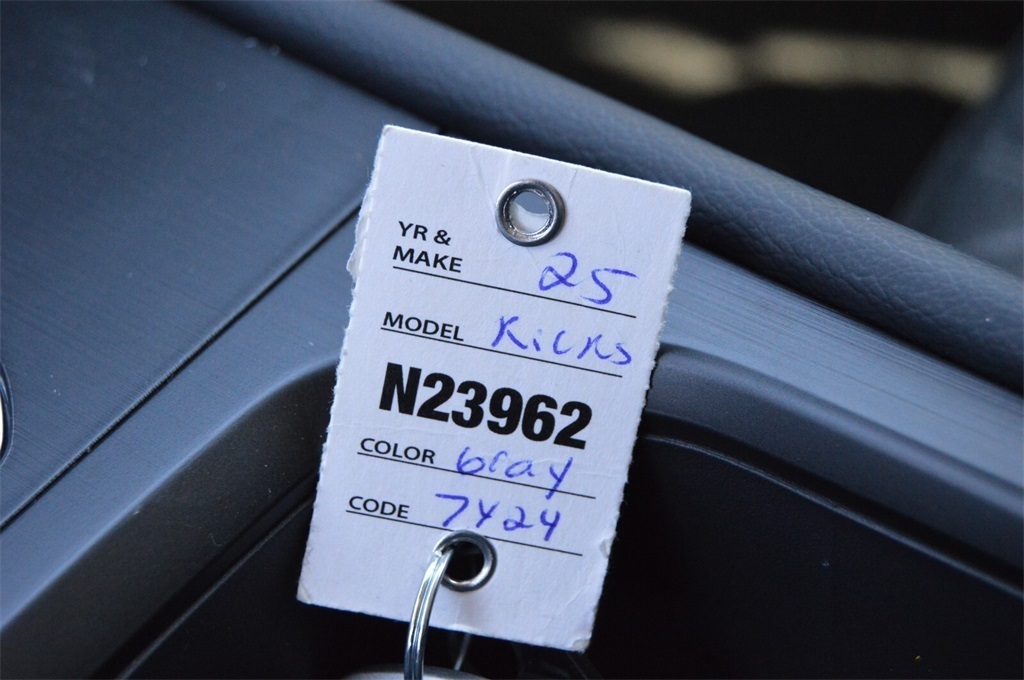 YR &
MAKE 25
MODEL Kicks
N23962
COLOR Gray
CODE 7424